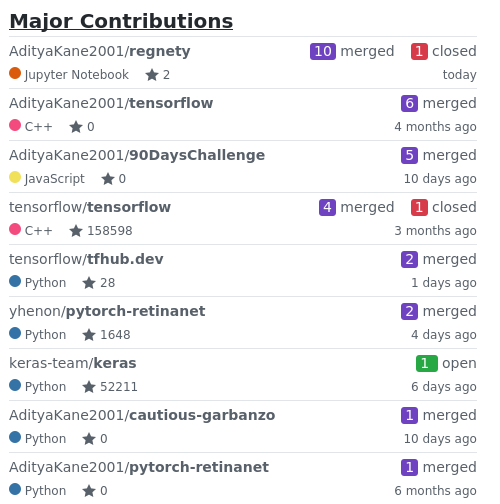 Major Contributions
AdityaKane2001/regnety 10 merged 1 closed
Jupyter Notebook 2 today
AdityaKane2001/tensorflow 6 merged
C++ 0 4 months ago
AdityaKane2001/90DaysChallenge 5 merged
JavaScript 0 10 days ago
tensorflow/tensorflow 4 merged 1 closed
C++ 158598 3 months ago
tensorflow/tfhub.dev 2 merged
Python 28 1 days ago
yhenon/pytorch-retinanet 2 merged
Python 1648 4 days ago
keras-team/keras 1 open
Python 52211 6 days ago
AdityaKane2001/cautious-garbanzo 1 merged
Python 0 10 days ago
AdityaKane2001/pytorch-retinanet 1 merged
Python 0 6 months ago